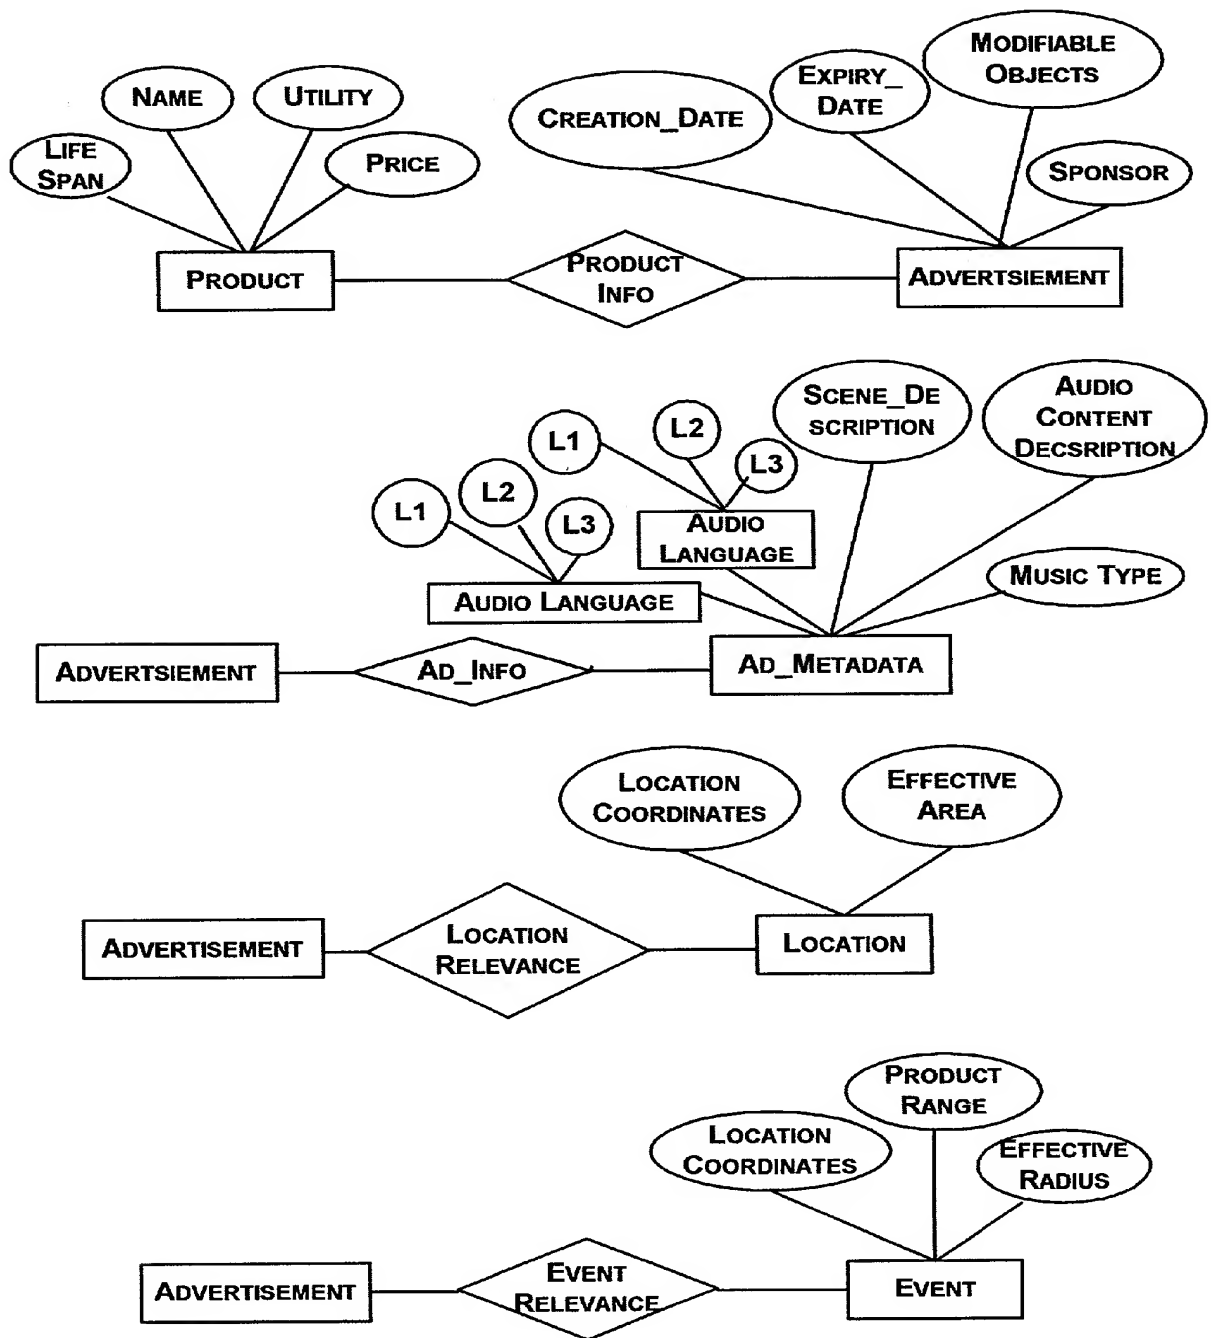 NAME
UTILITY
LIFE
SPAN
PRICE
CREATION_DATE
EXPIRY_
DATE
MODIFIABLE
OBJECTS
SPONSOR
PRODUCT
PRODUCT
INFO
ADVERTSIEMENT
L1
L2
L3
AUDIO
LANGUAGE
SCENE_DE
SCRIPTION
AUDIO
CONTENT
DECSRIPTION
L1
L2
L3
AUDIO LANGUAGE
MUSIC TYPE
ADVERTSIEMENT
AD_INFO
AD_METADATA
LOCATION
COORDINATES
EFFECTIVE
AREA
ADVERTISEMENT
LOCATION
RELEVANCE
LOCATION
LOCATION
COORDINATES
PRODUCT
RANGE
EFFECTIVE
RADIUS
ADVERTISEMENT
EVENT
RELEVANCE
EVENT